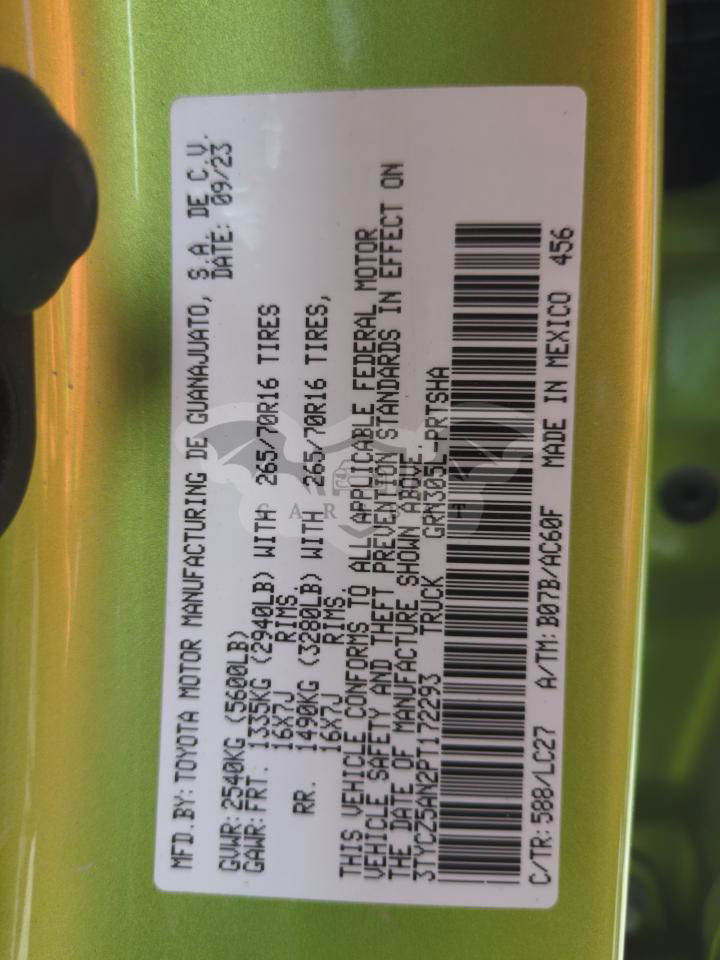 MFD.BY: TOYOTA MOTOR MANUFACTURING DE GUANAJUATO, S.A. DE C.V.
DATE: 09/23
GVWR: 2540KG (5600LB)
GAWR: FRT. 1335KG (2940LB) WITH 265/70R16 TIRES
16X7J RIMS.
RR. 1490KG (3280LB) WITH 265/70R16 TIRES,
16X7J RIMS.
THIS VEHICLE CONFORMS TO ALL APPLICABLE FEDERAL MOTOR
VEHICLE SAFETY AND THEFT PREVENTION STANDARDS IN EFFECT ON
THE DATE OF MANUFACTURE SHOWN ABOVE.
3TYCZ5AN2PT172293 TRUCK GRN305L-PRTSHA
C/TR: 588/LC27 A/TM: B07B/AC60F MADE IN MEXICO 456